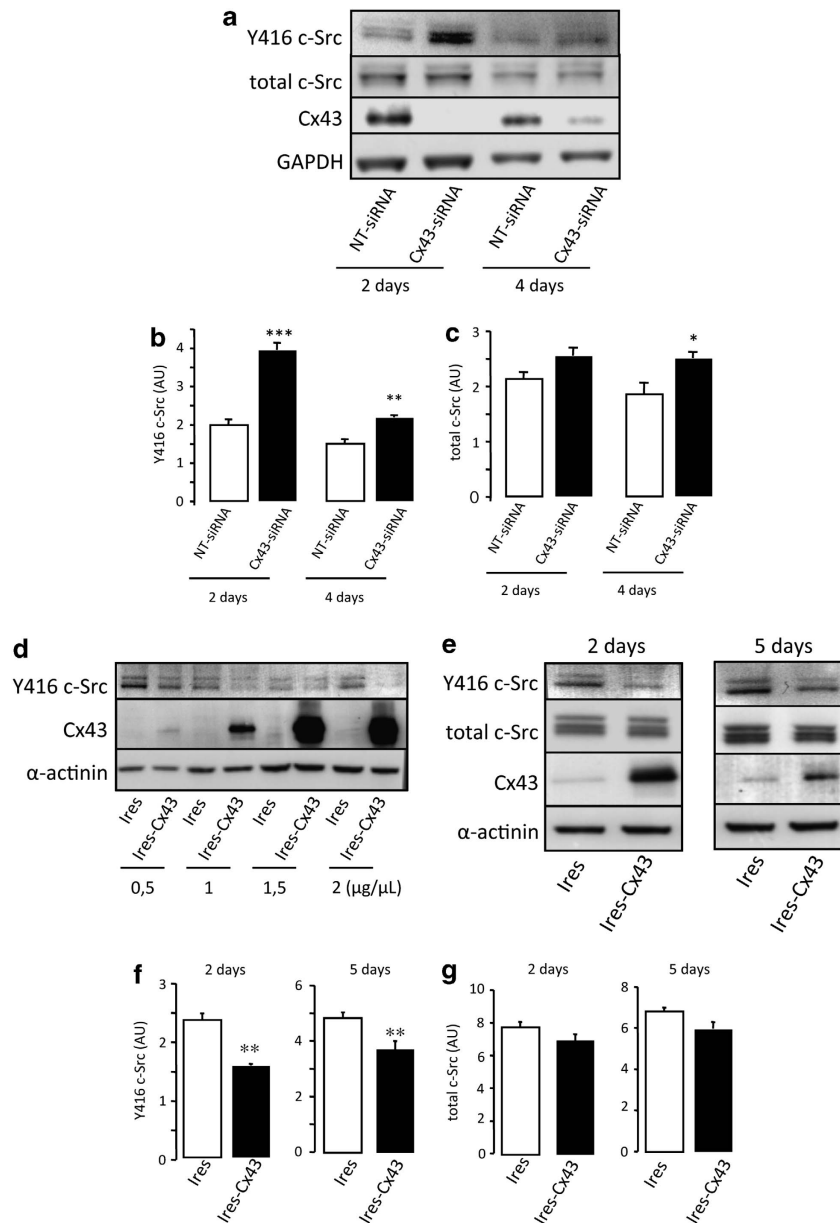 a
Y416 c-Src
total c-Src
Cx43
GAPDH
NT-siRNA
Cx43-siRNA
NT-siRNA
Cx43-siRNA
2 days
4 days
b
Y416 c-Src (AU)
4
3
2
1
0
***
**
NT-siRNA
Cx43-siRNA
NT-siRNA
Cx43-siRNA
2 days
4 days
c
total c-Src (AU)
3
2
1
0
*
NT-siRNA
Cx43-siRNA
NT-siRNA
Cx43-siRNA
2 days
4 days
d
Y416 c-Src
Cx43
α-actinin
Ires
Ires-Cx43
Ires
Ires-Cx43
Ires
Ires-Cx43
Ires
Ires-Cx43
0,5
1
1,5
2 (µg/µL)
e
2 days
5 days
Y416 c-Src
total c-Src
Cx43
α-actinin
Ires
Ires-Cx43
Ires
Ires-Cx43
f
2 days
5 days
Y416 c-Src (AU)
3
2
1
0
**
Ires
Ires-Cx43
6
4
2
0
**
Ires
Ires-Cx43
g
2 days
5 days
total c-Src (AU)
10
8
6
4
2
0
Ires
Ires-Cx43
8
6
4
2
0
Ires
Ires-Cx43